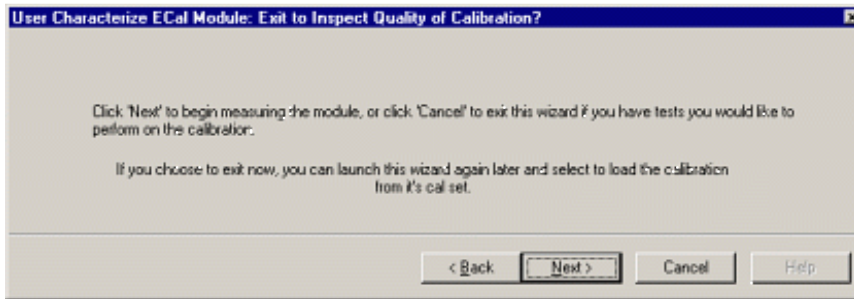 User Characterize ECal Module: Exit to Inspect Quality of Calibration?
Click 'Next' to begin measuring the module, or click 'Cancel' to exit this wizard if you have tests you would like to
perform on the calibration.
If you choose to exit now, you can launch this wizard again later and select to load the calibration
from it's cal set.
< Back Next > Cancel Help